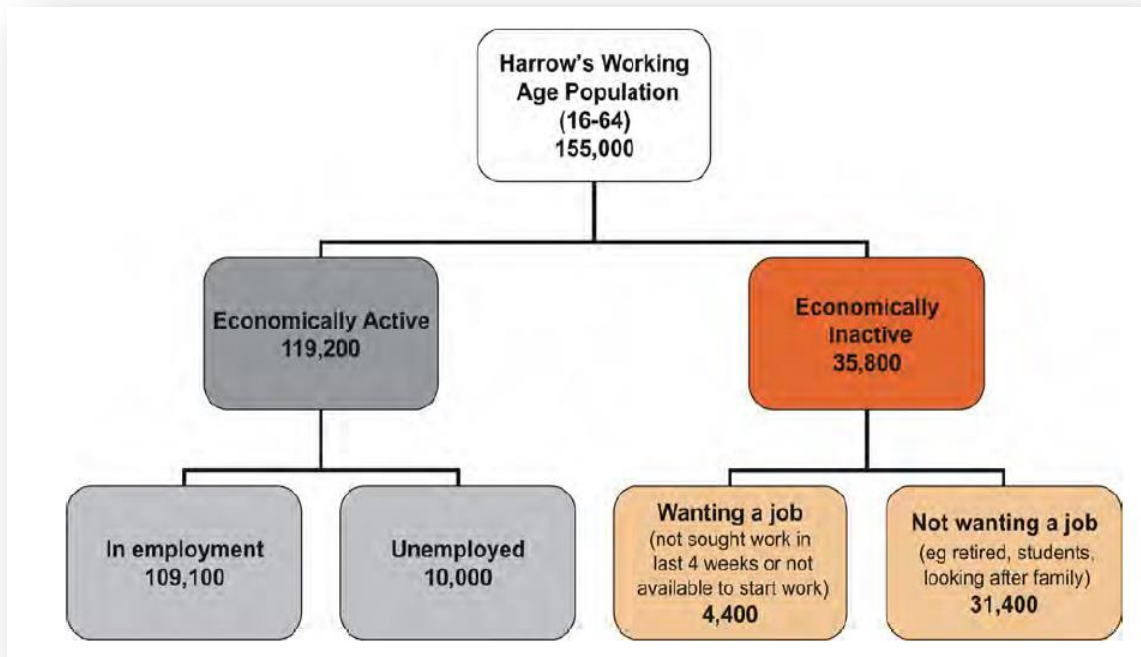 Harrow's Working
Age Population
(16-64)
155,000
Economically Active
119,200
Economically
Inactive
35,800
In employment
109,100
Unemployed
10,000
Wanting a job
(not sought work in
last 4 weeks or not
available to start work)
4,400
Not wanting a job
(eg retired, students,
looking after family)
31,400